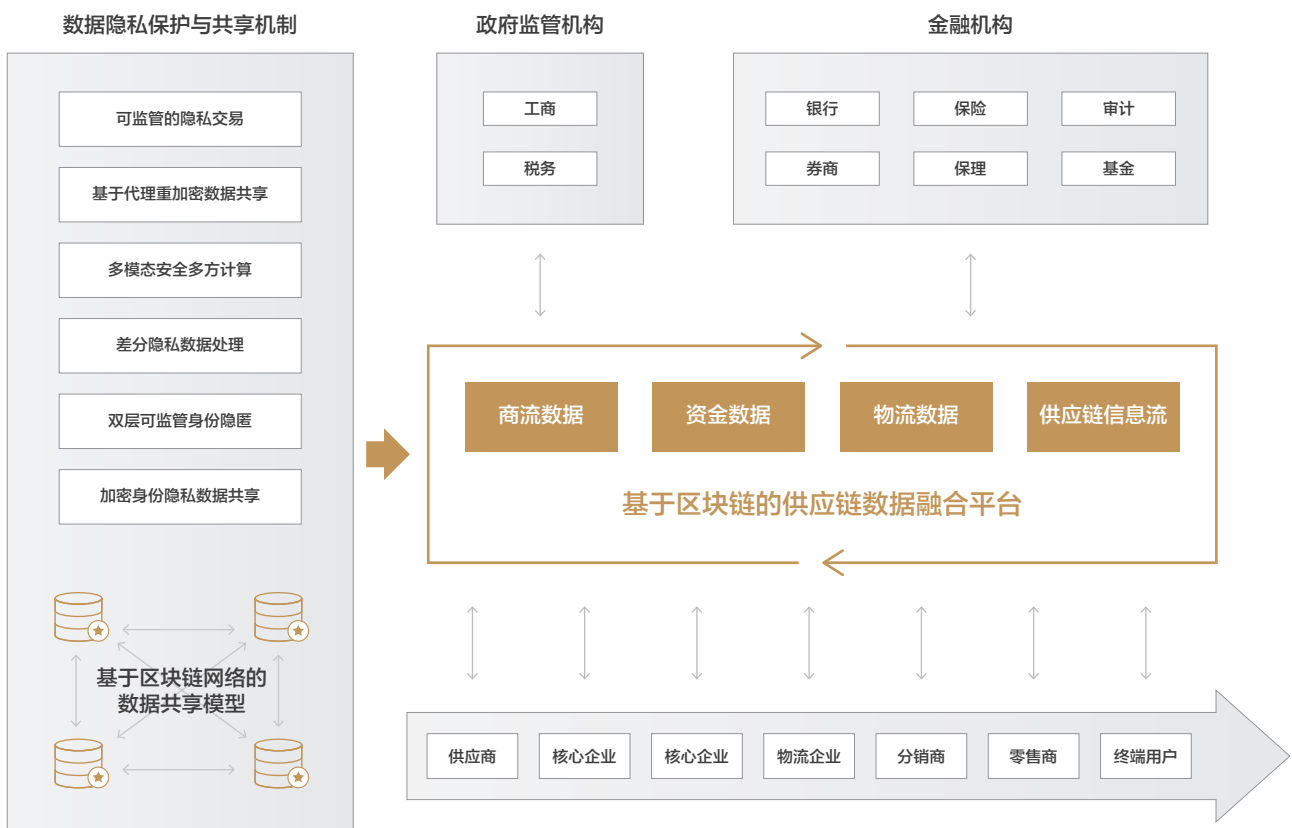 数据隐私保护与共享机制
可监管的隐私交易
基于代理重加密数据共享
多模态安全多方计算
差分隐私数据处理
双层可监管身份隐匿
加密身份隐私数据共享
基于区块链网络的
数据共享模型
政府监管机构
工商
税务
金融机构
银行
保险
审计
券商
保理
基金
商流数据
资金数据
物流数据
供应链信息流
基于区块链的供应链数据融合平台
供应商
核心企业
核心企业
物流企业
分销商
零售商
终端用户